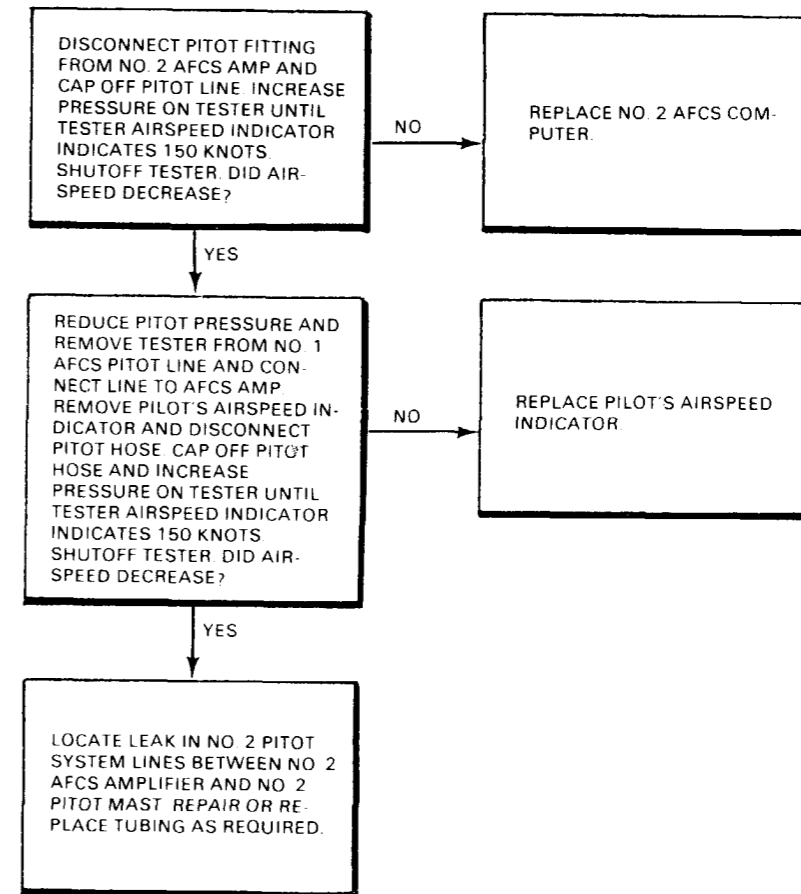 DISCONNECT PITOT FITTING
FROM NO. 2 AFCS AMP AND
CAP OFF PITOT LINE. INCREASE
PRESSURE ON TESTER UNTIL
TESTER AIRSPEED INDICATOR
INDICATES 150 KNOTS.
SHUTOFF TESTER. DID AIR-
SPEED DECREASE?
NO
REPLACE NO. 2 AFCS COM-
PUTER.
YES
REDUCE PITOT PRESSURE AND
REMOVE TESTER FROM NO. 1
AFCS PITOT LINE AND CON-
NECT LINE TO AFCS AMP.
REMOVE PILOT'S AIRSPEED IN-
DICATOR AND DISCONNECT
PITOT HOSE. CAP OFF PITOT
HOSE AND INCREASE
PRESSURE ON TESTER UNTIL
TESTER AIRSPEED INDICATOR
INDICATES 150 KNOTS.
SHUTOFF TESTER. DID AIR-
SPEED DECREASE?
NO
REPLACE PILOT'S AIRSPEED
INDICATOR.
YES
LOCATE LEAK IN NO. 2 PITOT
SYSTEM LINES BETWEEN NO. 2
AFCS AMPLIFIER AND NO. 2
PITOT MAST. REPAIR OR RE-
PLACE TUBING AS REQUIRED.